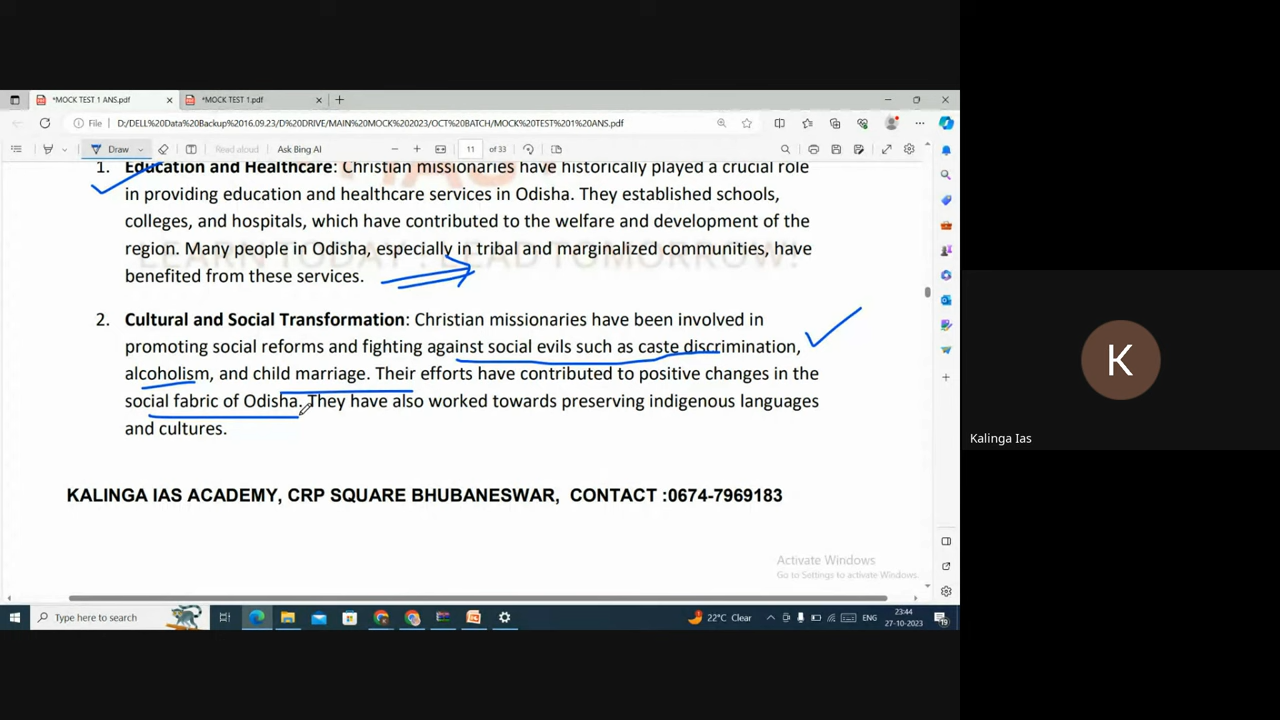 *MOCK TEST 1 ANS.pdf
*MOCK TEST 1.pdf
File
D:/DELL%20Data%20Backup%2016.09.23/D%20DRIVE/MAIN%20MOCK%202023/OCT%20BATCH/MOCK%20TEST%201%20ANS.pdf
Draw
Read aloud
Ask Bing AI
11
of 33
1. Education and Healthcare: Christian missionaries have historically played a crucial role
in providing education and healthcare services in Odisha. They established schools,
colleges, and hospitals, which have contributed to the welfare and development of the
region. Many people in Odisha, especially in tribal and marginalized communities, have
LEARN TODAY : LEAD TOMORROW!
benefited from these services.
2. Cultural and Social Transformation: Christian missionaries have been involved in
promoting social reforms and fighting against social evils such as caste discrimination,
alcoholism, and child marriage. Their efforts have contributed to positive changes in the
social fabric of Odisha. They have also worked towards preserving indigenous languages
and cultures.
KALINGA IAS ACADEMY, CRP SQUARE BHUBANESWAR, CONTACT :0674-7969183
Activate Windows
Go to Settings to activate Windows.
Type here to search
22°C Clear
ENG
23:44
27-10-2023
19
K
Kalinga Ias